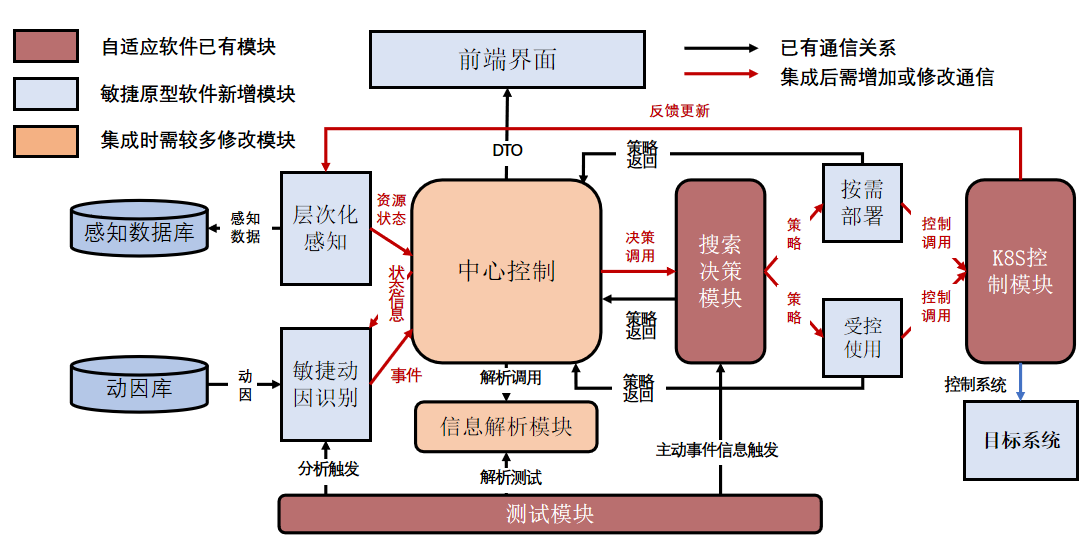 自适应软件已有模块
敏捷原型软件新增模块
集成时需较多修改模块
前端界面
已有通信关系
集成后需增加或修改通信
反馈更新
DTO
策略
返回
层次化
感知
资源
状态
感知
数据
感知数据库
中心控制
决策
调用
搜索
决策
模块
策略
按需
部署
控制
调用
K8S控
制模块
状态信息
策略
返回
策略
受控
使用
控制
调用
动因库
动
因
敏捷动
因识别
事件
解析调用
策略
返回
控制系统
信息解析模块
目标系统
分析触发
解析测试
主动事件信息触发
测试模块